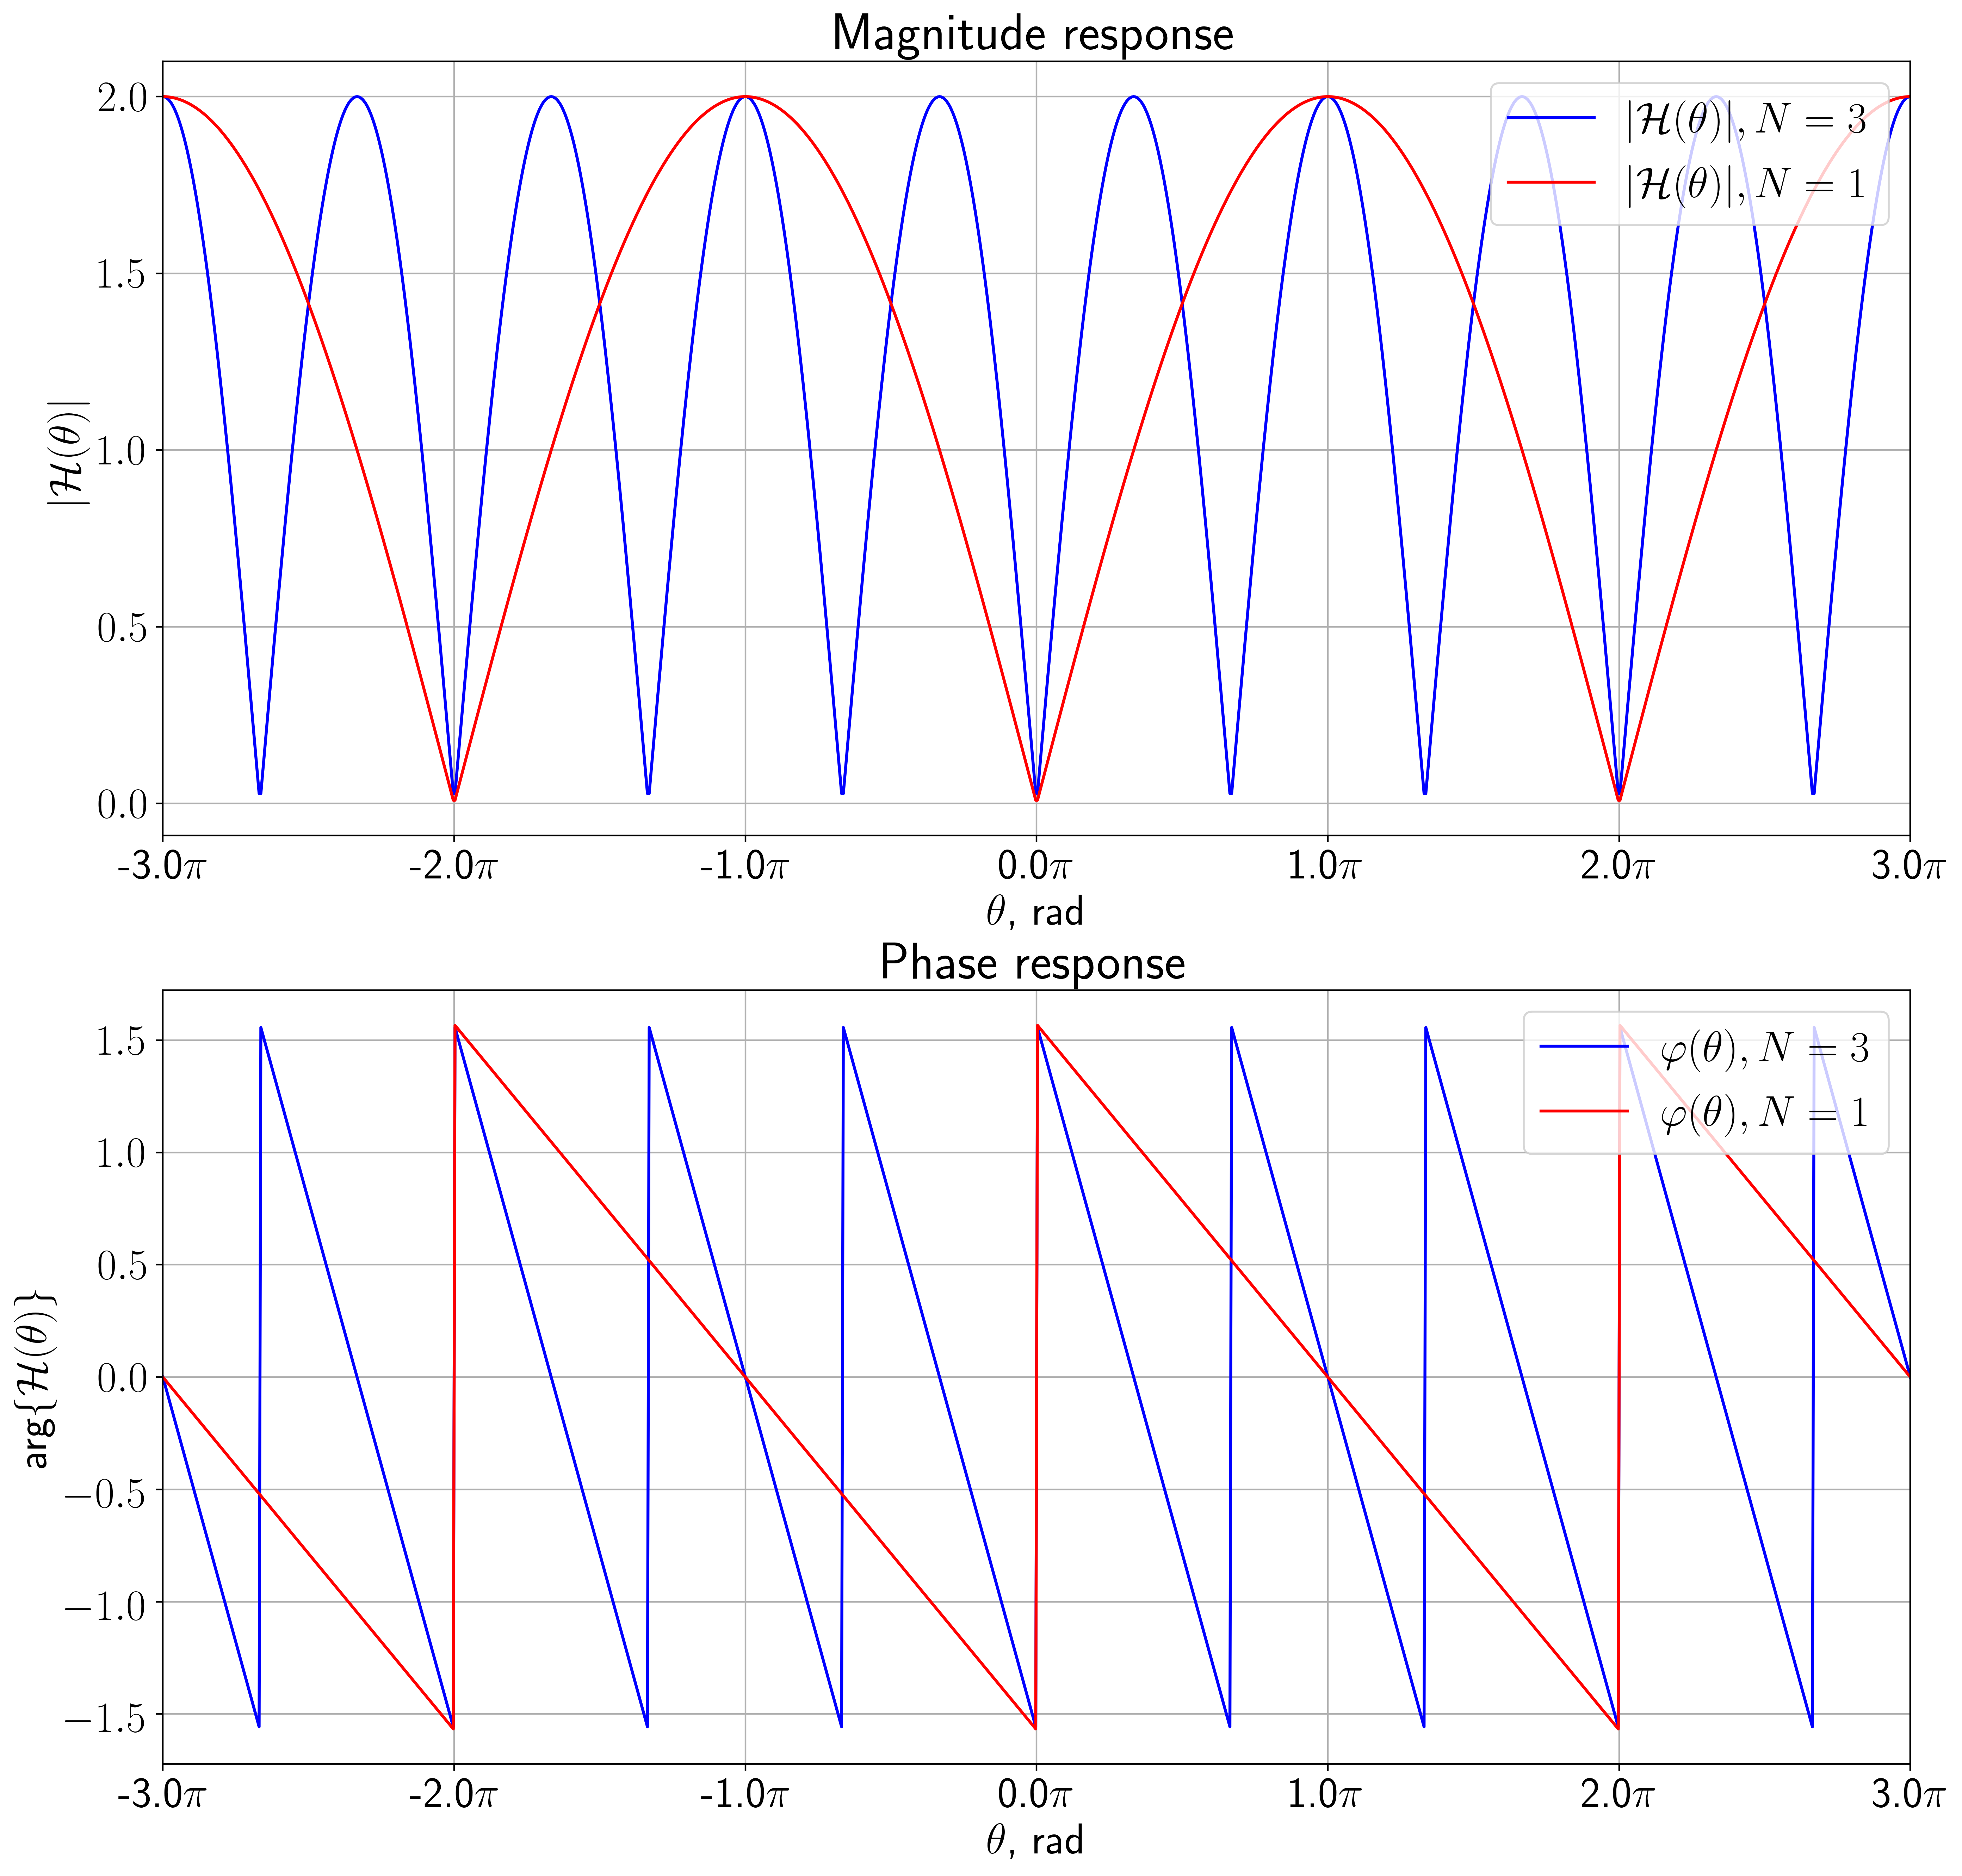 Magnitude response
2.0
1.5
1.0
0.5
0.0
|ℋ(θ)|
|ℋ(θ)|, N = 3
|ℋ(θ)|, N = 1
-3.0π -2.0π -1.0π 0.0π 1.0π 2.0π 3.0π
θ, rad
Phase response
1.5
1.0
0.5
0.0
−0.5
−1.0
−1.5
arg{ℋ(θ)}
φ(θ), N = 3
φ(θ), N = 1
-3.0π -2.0π -1.0π 0.0π 1.0π 2.0π 3.0π
θ, rad